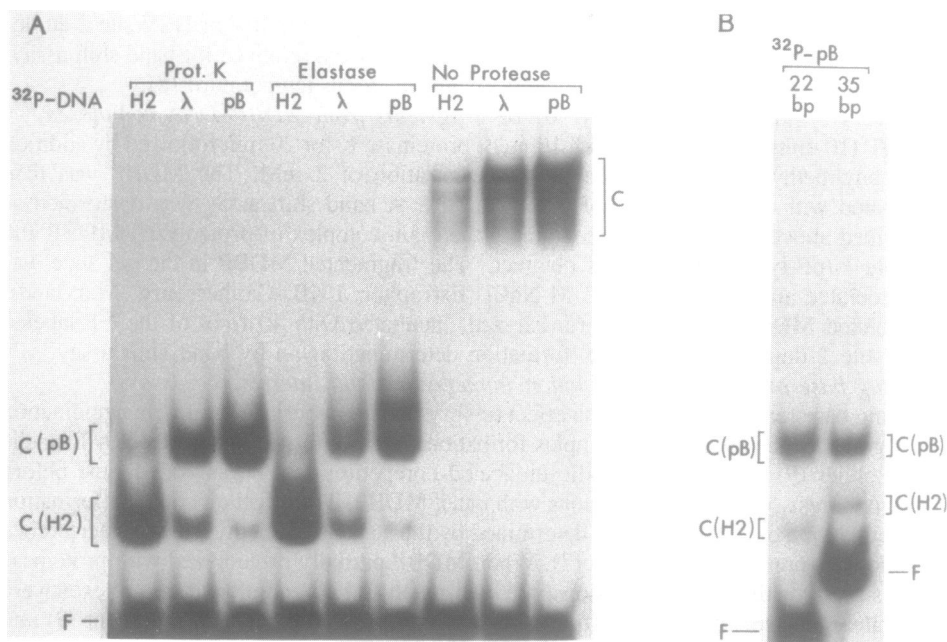 A
Prot. K Elastase No Protease
³²P-DNA H2 λ pB H2 λ pB H2 λ pB
C
C(pB)
C(H2)
F
B
³²P-pB
22 35
bp bp
C(pB) C(pB)
C(H2)
C(H2)
F
F